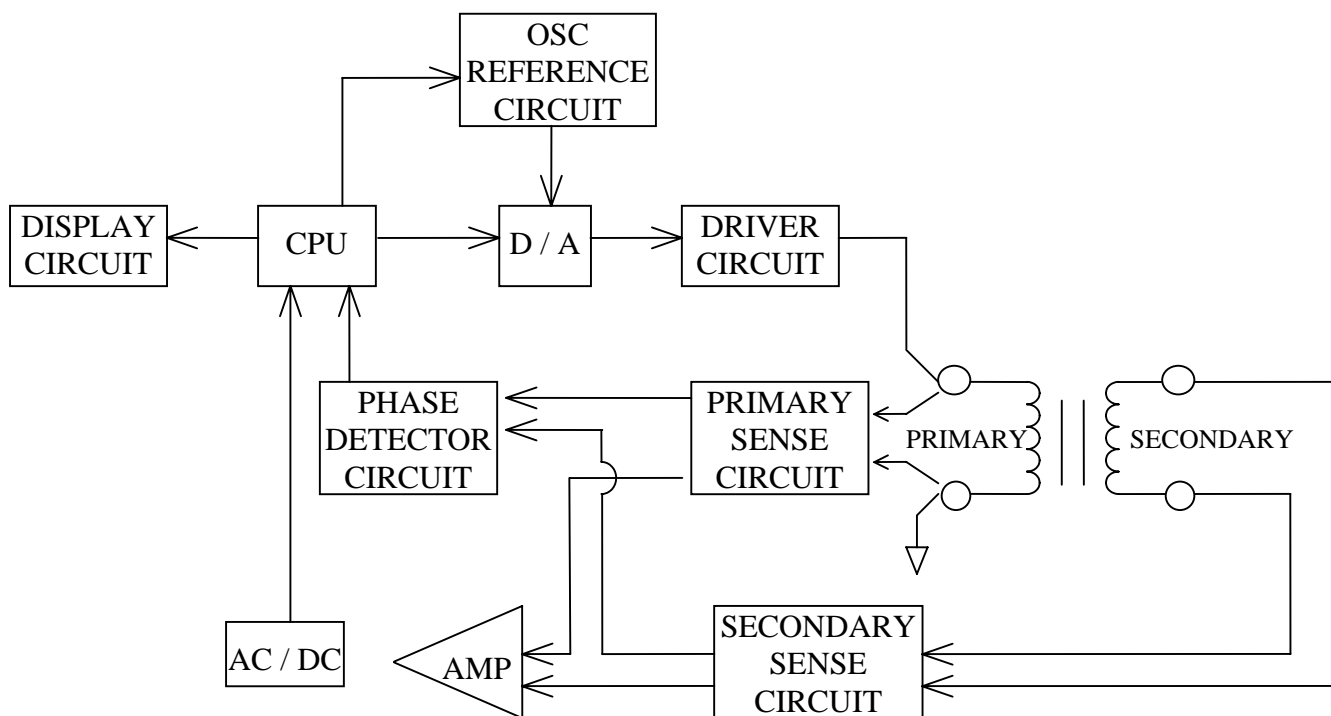 OSC
REFERENCE
CIRCUIT
DISPLAY
CIRCUIT
CPU
D / A
DRIVER
CIRCUIT
PHASE
DETECTOR
CIRCUIT
PRIMARY
SENSE
CIRCUIT
PRIMARY
SECONDARY
AC / DC
AMP
SECONDARY
SENSE
CIRCUIT